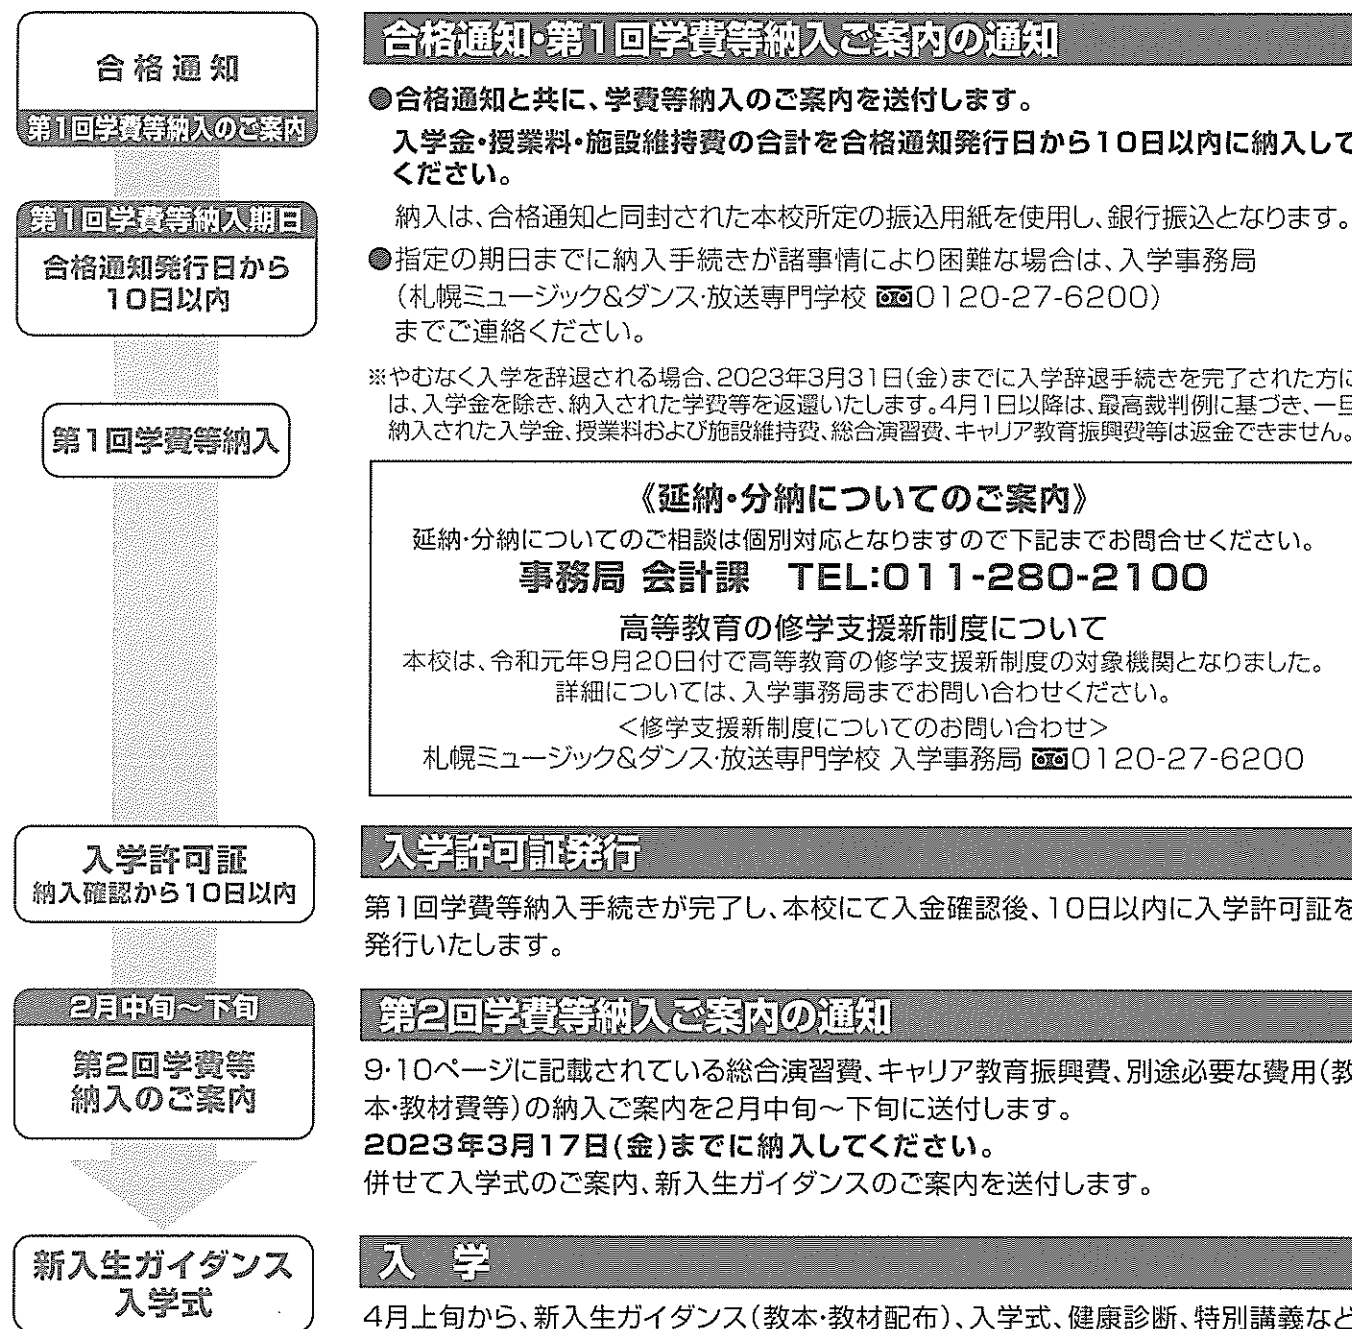 合格通知
第1回学費等納入のご案内
第1回学費等納入期日
合格通知発行日から
10日以内
第1回学費等納入
入学許可証
納入確認から10日以内
2月中旬～下旬
第2回学費等
納入のご案内
新入生ガイダンス
入学式
合格通知・第1回学費等納入ご案内の通知
●合格通知と共に、学費等納入のご案内を送付します。
入学金・授業料・施設維持費の合計を合格通知発行日から10日以内に納入して
ください。
納入は、合格通知と同封された本校所定の振込用紙を使用し、銀行振込となります。
●指定の期日までに納入手続きが諸事情により困難な場合は、入学事務局
（札幌ミュージック&ダンス・放送専門学校 0120-27-6200）
までご連絡ください。
※やむなく入学を辞退される場合、2023年3月31日(金)までに入学辞退手続きを完了された方に
は、入学金を除き、納入された学費等を返還いたします。4月1日以降は、最高裁判例に基づき、一旦
納入された入学金、授業料および施設維持費、総合演習費、キャリア教育振興費等は返金できません。
《延納・分納についてのご案内》
延納・分納についてのご相談は個別対応となりますので下記までお問合せください。
事務局 会計課 TEL:011-280-2100
高等教育の修学支援新制度について
本校は、令和元年9月20日付で高等教育の修学支援新制度の対象機関となりました。
詳細については、入学事務局までお問い合わせください。
<修学支援新制度についてのお問い合わせ>
札幌ミュージック&ダンス・放送専門学校 入学事務局 0120-27-6200
入学許可証発行
第1回学費等納入手続きが完了し、本校にて入金確認後、10日以内に入学許可証を
発行いたします。
第2回学費等納入ご案内の通知
9・10ページに記載されている総合演習費、キャリア教育振興費、別途必要な費用（教
本・教材費等）の納入ご案内を2月中旬～下旬に送付します。
2023年3月17日(金)までに納入してください。
併せて入学式のご案内、新入生ガイダンスのご案内を送付します。
入 学
4月上旬から、新入生ガイダンス（教本・教材配布）、入学式、健康診断、特別講義など